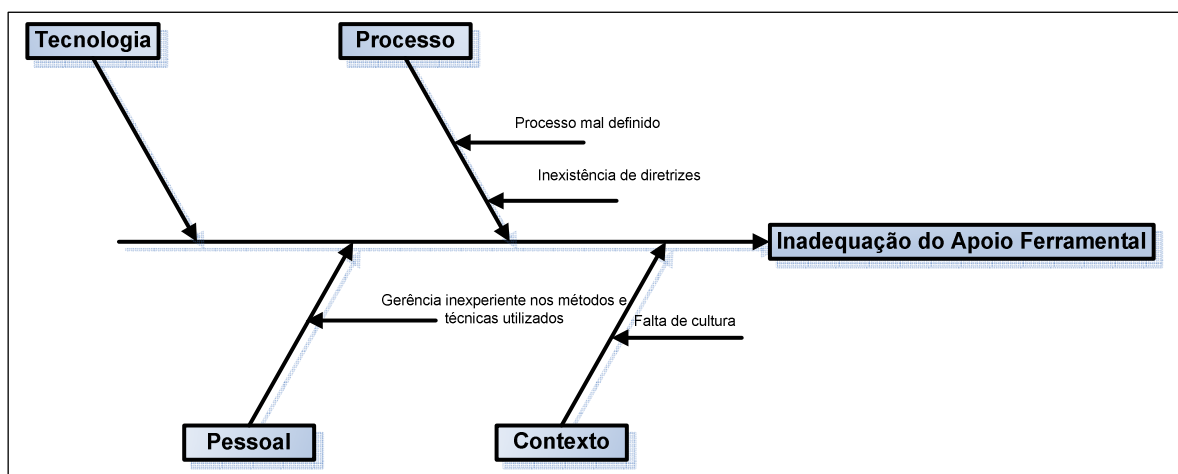 Tecnologia
Processo
Processo mal definido
Inexistência de diretrizes
Inadequação do Apoio Ferramental
Gerência inexperiente nos métodos e
técnicas utilizados
Falta de cultura
Pessoal
Contexto